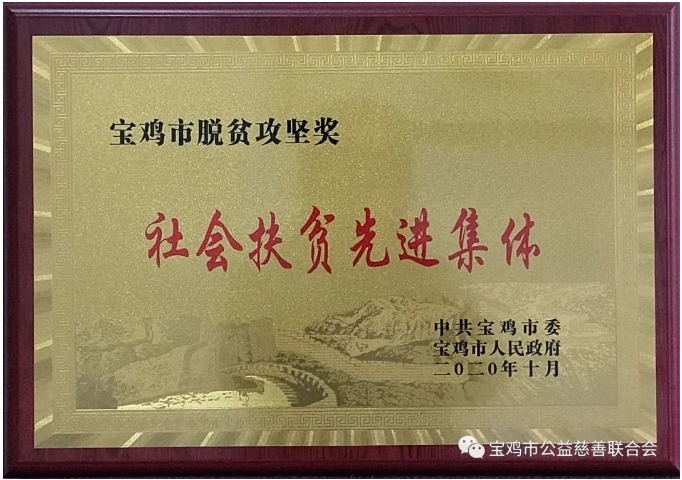 宝鸡市脱贫攻坚奖
社会扶贫先进集体
中共宝鸡市委
宝鸡市人民政府
二〇二〇年十月
宝鸡市公益慈善联合会